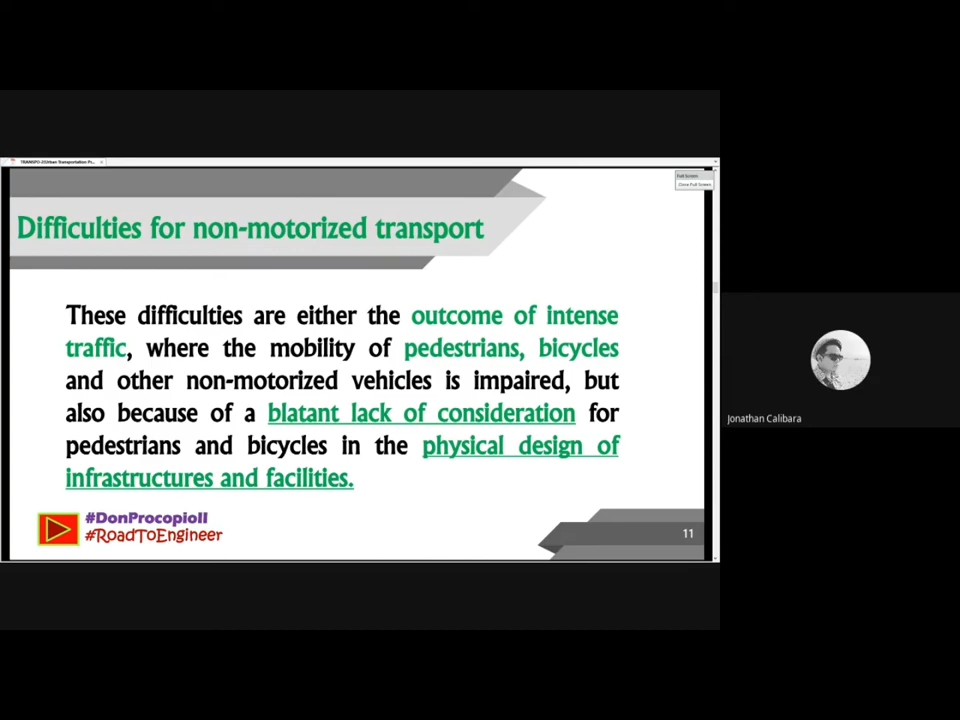 TRANSPO-2(Urban Transportation Pr...
Full Screen
Close Full Screen
Difficulties for non-motorized transport
These difficulties are either the outcome of intense
traffic, where the mobility of pedestrians, bicycles
and other non-motorized vehicles is impaired, but
also because of a blatant lack of consideration for
pedestrians and bicycles in the physical design of
infrastructures and facilities.
#DonProcopioII
#RoadToEngineer
11
Jonathan Calibara